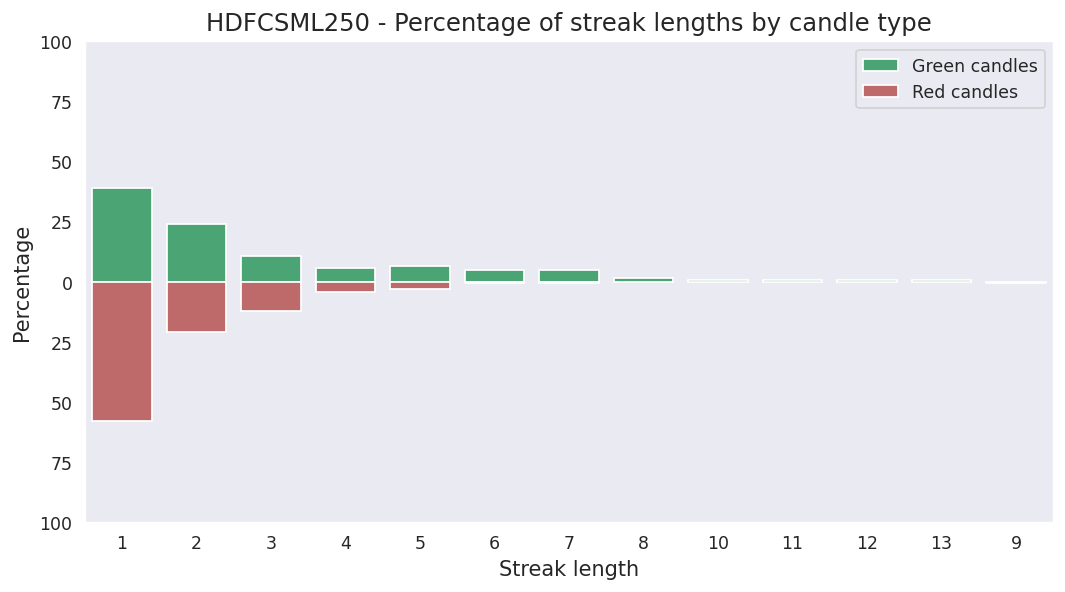 HDFCSML250 - Percentage of streak lengths by candle type
Green candles
Red candles
Percentage
100
75
50
25
0
25
50
75
100
1 2 3 4 5 6 7 8 10 11 12 13 9
Streak length